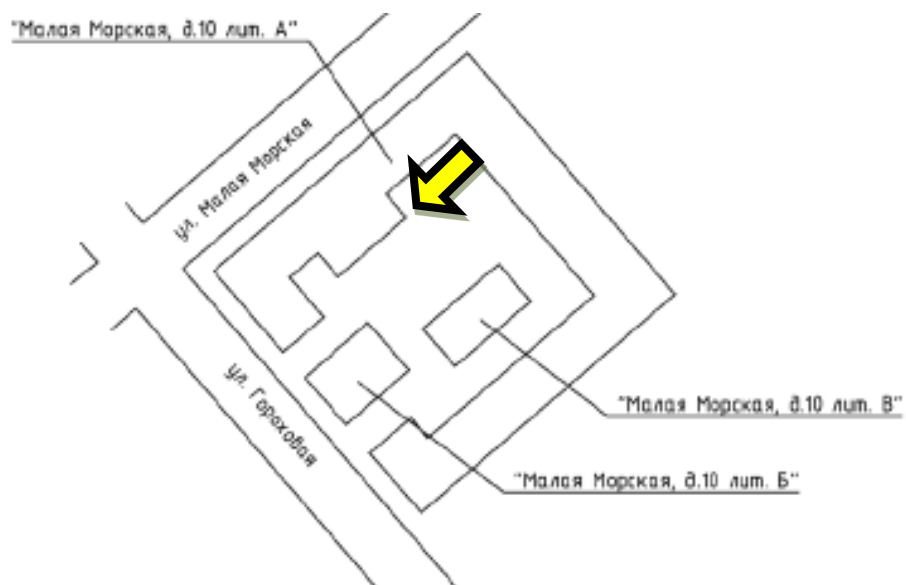 "Малая Морская, д.10 лит. А"
ул. Малая Морская
ул. Гороховая
"Малая Морская, д.10 лит. В"
"Малая Морская, д.10 лит. Б"